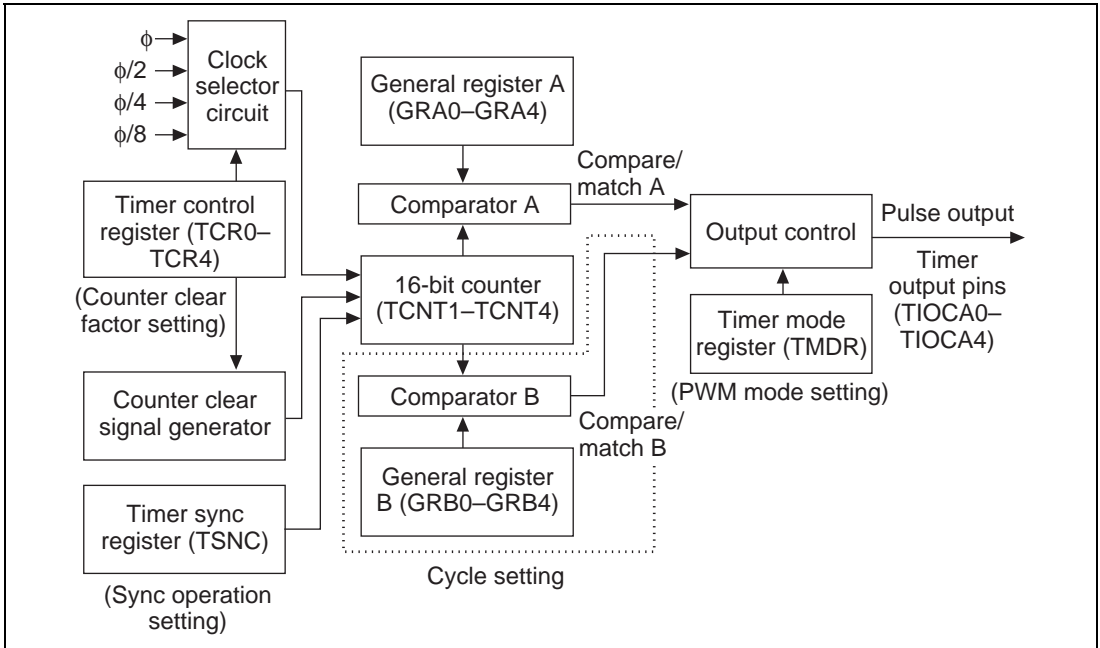 ϕ
ϕ/2
ϕ/4
ϕ/8
Clock
selector
circuit
Timer control
register (TCR0–
TCR4)
(Counter clear
factor setting)
Counter clear
signal generator
Timer sync
register (TSNC)
(Sync operation
setting)
General register A
(GRA0–GRA4)
Comparator A
16-bit counter
(TCNT1–TCNT4)
Comparator B
General register
B (GRB0–GRB4)
Cycle setting
Compare/
match A
Compare/
match B
Output control
Timer mode
register (TMDR)
(PWM mode setting)
Pulse output
Timer
output pins
(TIOCA0–
TIOCA4)